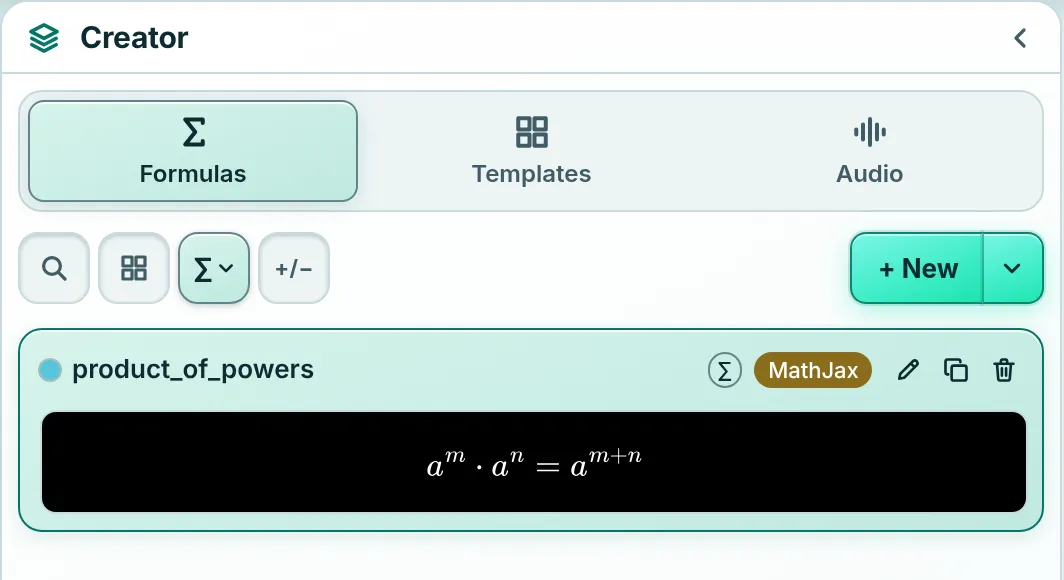 Creator
Formulas
Templates
Audio
Σ
+/−
+ New
product_of_powers
Σ
MathJax
a^m · a^n = a^{m+n}